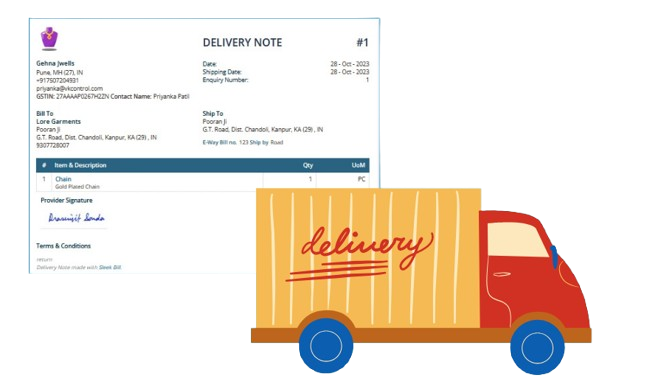 DELIVERY NOTE #1
Gehna Jwells
Pune, MH (27), IN
+917507204931
priyanka@vkcontrol.com
GSTIN: 27AAAAP0267H2ZN Contact Name: Priyanka Patil
Date: 28 - Oct - 2023
Shipping Date: 28 - Oct - 2023
Enquiry Number: 1
Bill To
Lore Garments
Pooran Ji
G.T. Road, Dist. Chandoli, Kanpur, KA (29) , IN
9307728007
Ship To
Pooran Ji
G.T. Road, Dist. Chandoli, Kanpur, KA (29) , IN
E-Way Bill no. 123 Ship by Road
# Item & Description Qty UoM
1 Chain 1 PC
Gold Plated Chain
Provider Signature
Terms & Conditions
return
Delivery Note made with Sleek Bill
delivery